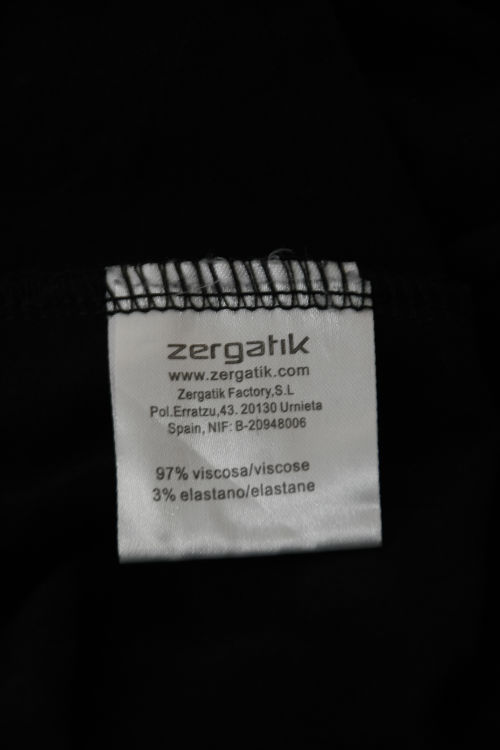 zergatik
www.zergatik.com
Zergatik Factory,S.L
Pol.Erratzu,43. 20130 Urnieta
Spain, NIF: B-20948006
97% viscosa/viscose
3% elastano/elastane